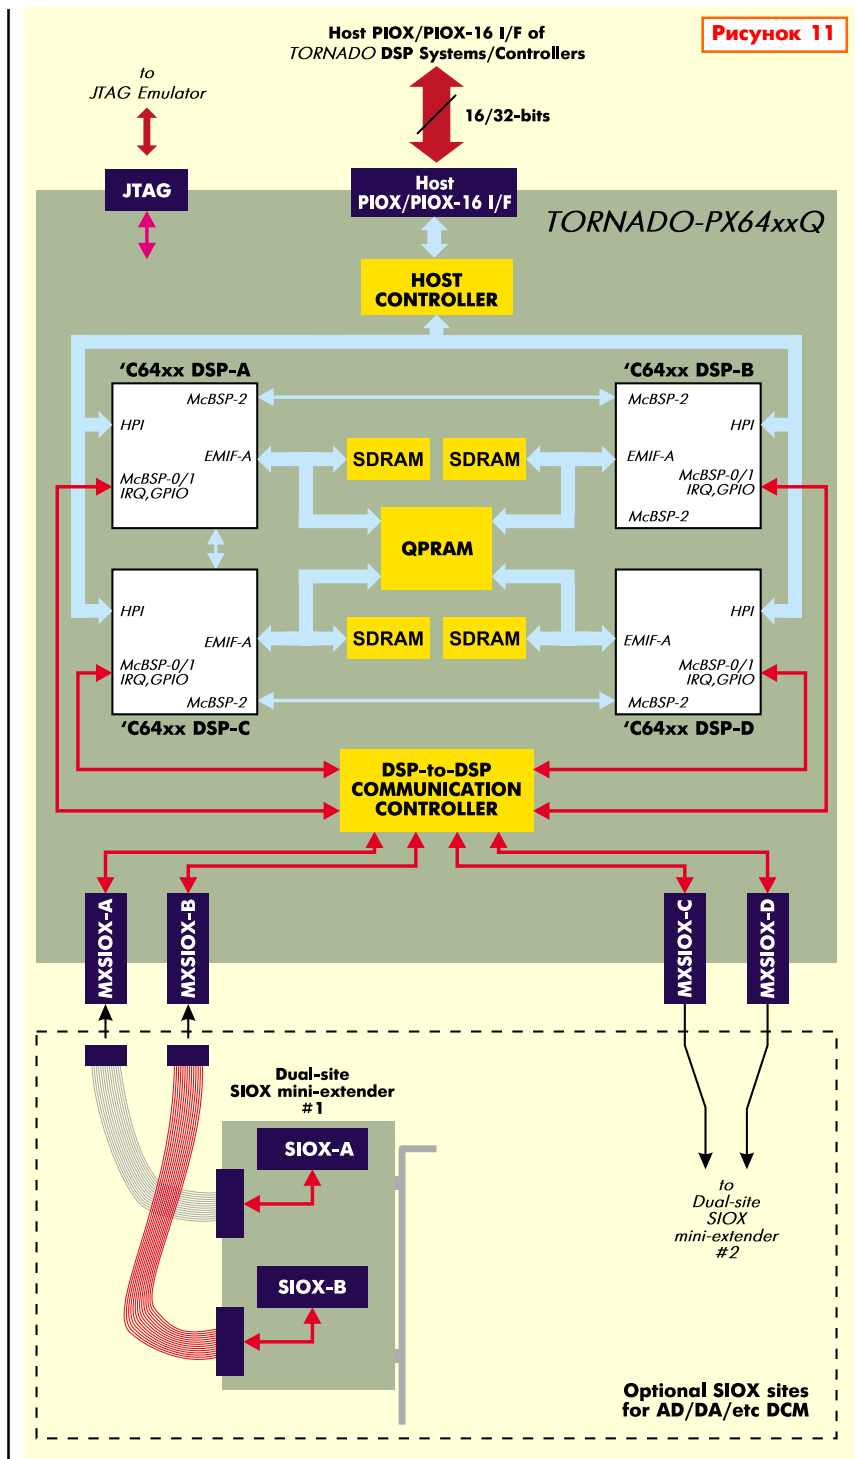 Рисунок 11
Host PIOX/PIOX-16 I/F of
TORNADO DSP Systems/Controllers
to
JTAG Emulator
16/32-bits
JTAG
Host
PIOX/PIOX-16 I/F
TORNADO-PX64xxQ
HOST
CONTROLLER
‘C64xx DSP-A
‘C64xx DSP-B
McBSP-2
McBSP-2
HPI
HPI
EMIF-A
SDRAM
SDRAM
EMIF-A
McBSP-0/1
IRQ,GPIO
McBSP-0/1
IRQ,GPIO
McBSP-2
QPRAM
HPI
HPI
EMIF-A
SDRAM
SDRAM
EMIF-A
McBSP-0/1
IRQ,GPIO
McBSP-0/1
IRQ,GPIO
McBSP-2
McBSP-2
‘C64xx DSP-C
‘C64xx DSP-D
DSP-to-DSP
COMMUNICATION
CONTROLLER
MXSIOX-A
MXSIOX-B
MXSIOX-C
MXSIOX-D
Dual-site
SIOX mini-extender
#1
SIOX-A
SIOX-B
to
Dual-site
SIOX
mini-extender
#2
Optional SIOX sites
for AD/DA/etc DCM